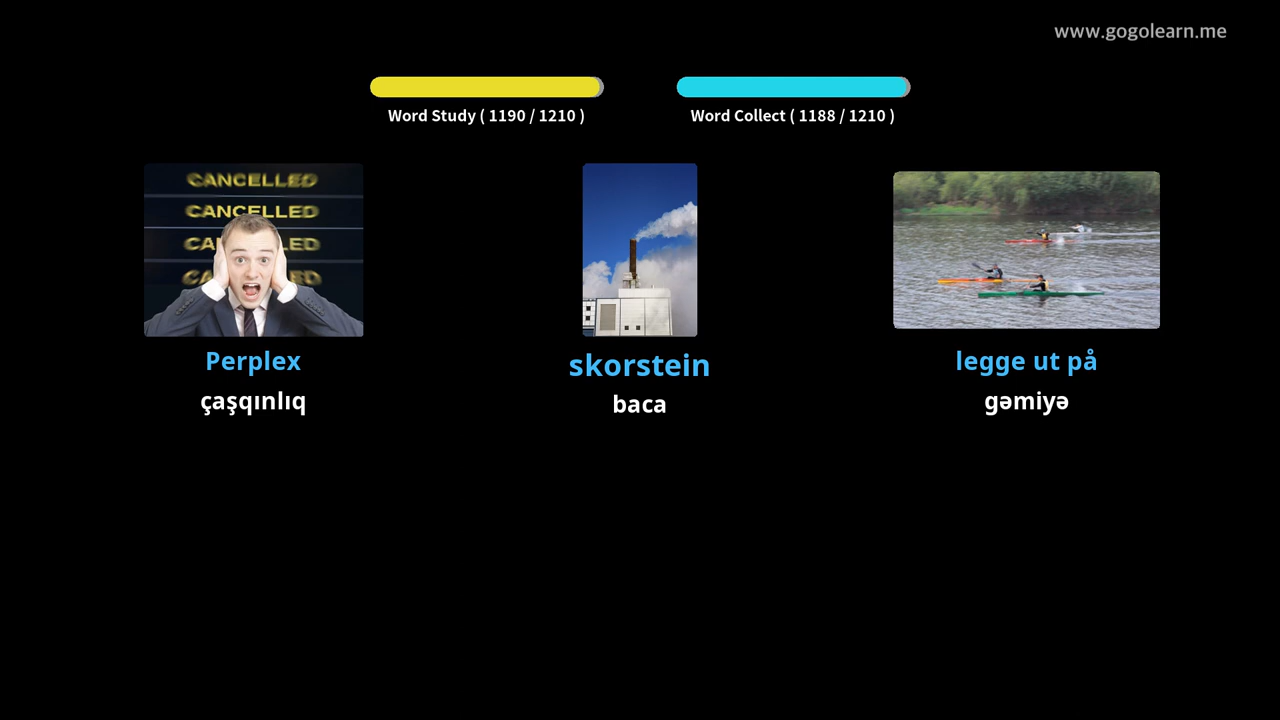 www.gogolearn.me
Word Study ( 1190 / 1210 )
Word Collect ( 1188 / 1210 )
CANCELLED
CANCELLED
Perplex
skorstein
legge ut på
çaşqınlıq
baca
gəmiyə